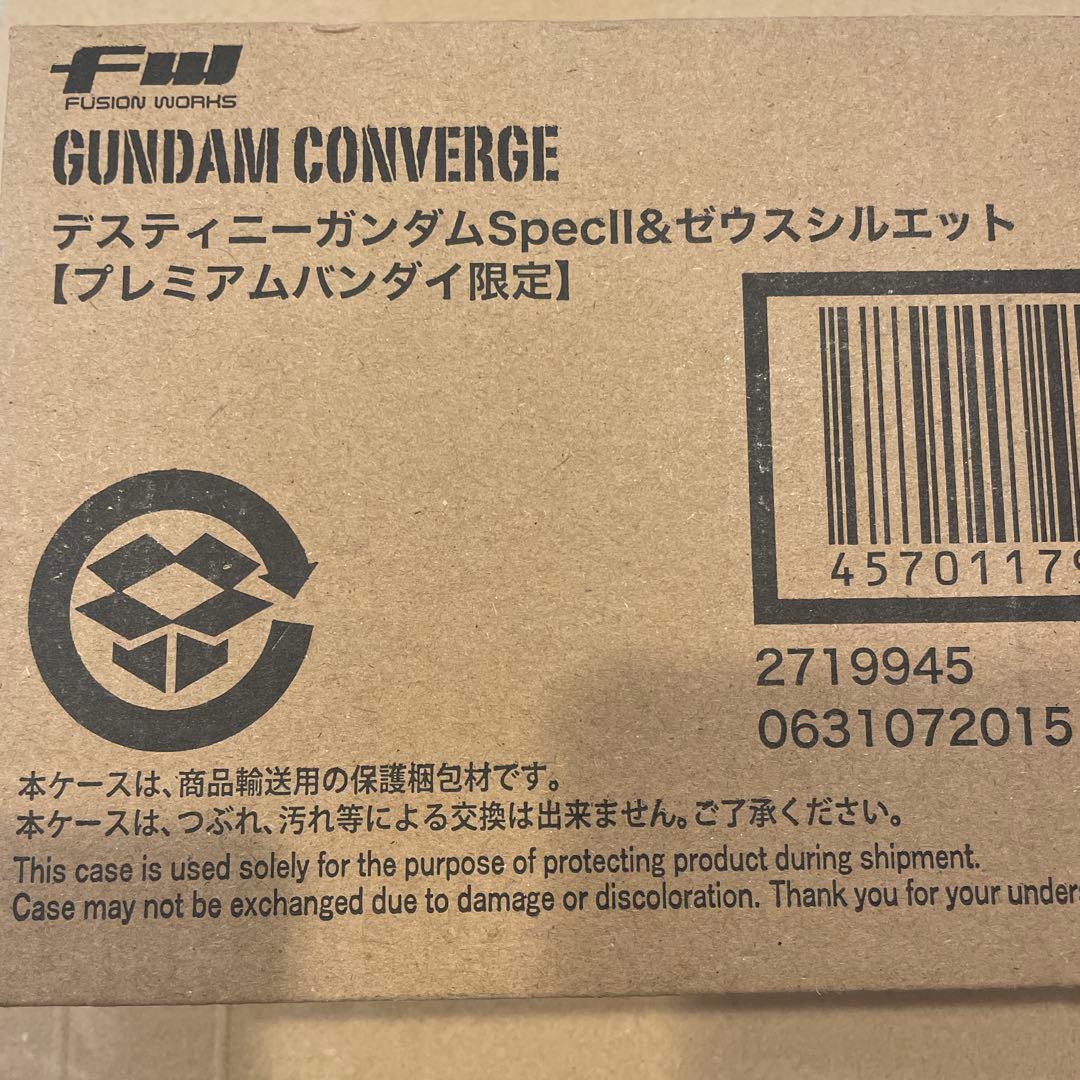 FW
FUSION WORKS
GUNDAM CONVERGE
デスティニーガンダムSpecII&ゼウスシルエット
【プレミアムバンダイ限定】
45701179
2719945
0631072015
本ケースは、商品輸送用の保護梱包材です。
本ケースは、つぶれ、汚れ等による交換は出来ません。ご了承ください。
This case is used solely for the purpose of protecting product during shipment.
Case may not be exchanged due to damage or discoloration. Thank you for your under